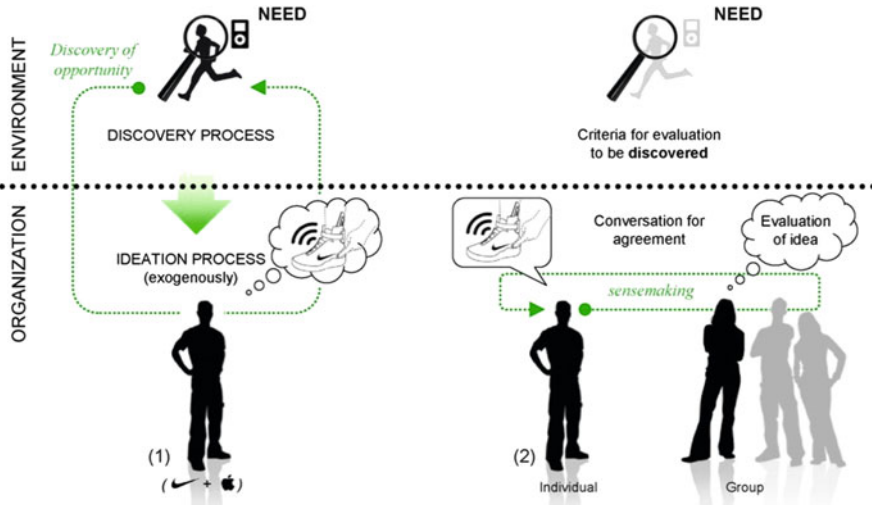 ENVIRONMENT
NEED
Discovery of
opportunity
DISCOVERY PROCESS
NEED
Criteria for evaluation
to be discovered
ORGANIZATION
IDEATION PROCESS
(exogenously)
(1)
( + )
Conversation for
agreement
Evaluation
of idea
sensemaking
(2)
Individual
Group